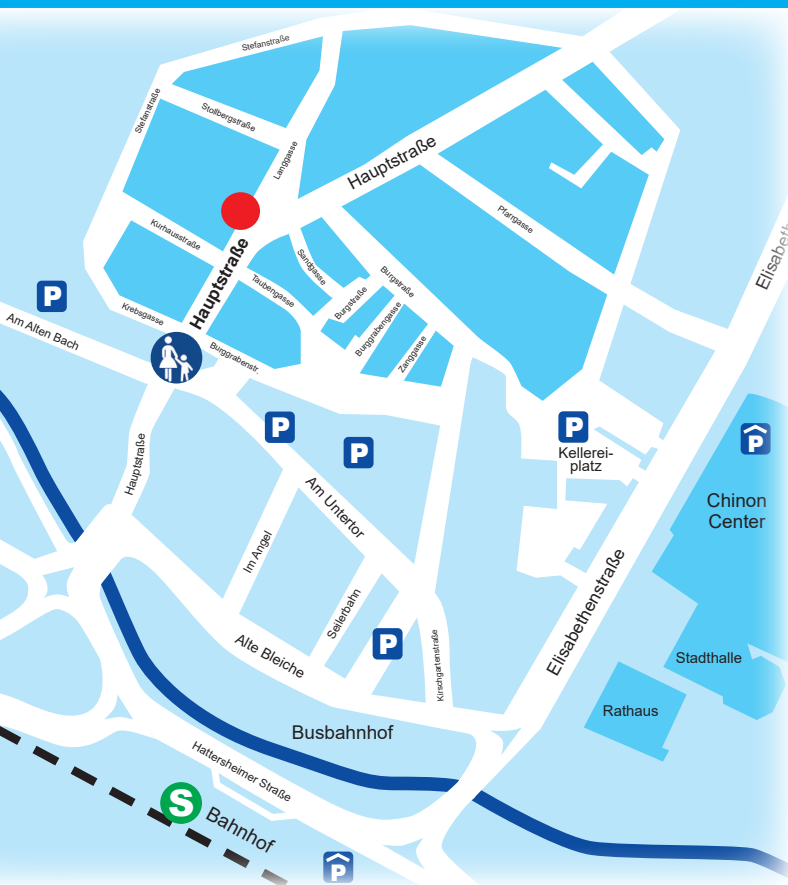 Stefanstraße
Stefanstraße
Stolbergstraße
Langgasse
Hauptstraße
Pfarrgasse
Kurhausstraße
Hauptstraße
Sandgasse
Taubengasse
Burgstraße
Burgstraße
Burggrabengasse
Zanggasse
Krebsgasse
Burggrabenstr.
P
Am Alten Bach
Elisabeth
Hauptstraße
P
P
P
Kellerei-
platz
P
Chinon
Center
Am Untertor
Im Angel
Seilerbahn
P
Kirschgartenstraße
Elisabethenstraße
Alte Bleiche
Stadthalle
Rathaus
Busbahnhof
Hattersheimer Straße
S
Bahnhof
P